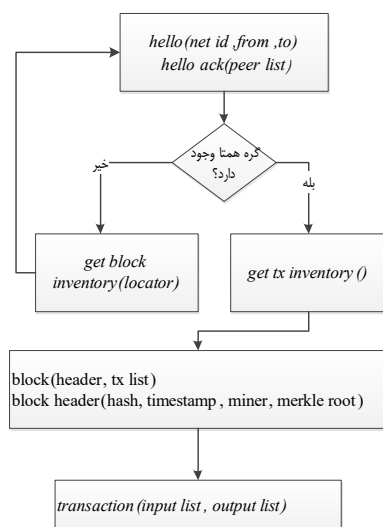 hello(net id ,from ,to)
hello ack(peer list)
گره همتا وجود
دارد؟
خیر
بله
get block
inventory(locator)
get tx inventory ()
block(header, tx list)
block header(hash, timestamp , miner, merkle root )
transaction (input list , output list )